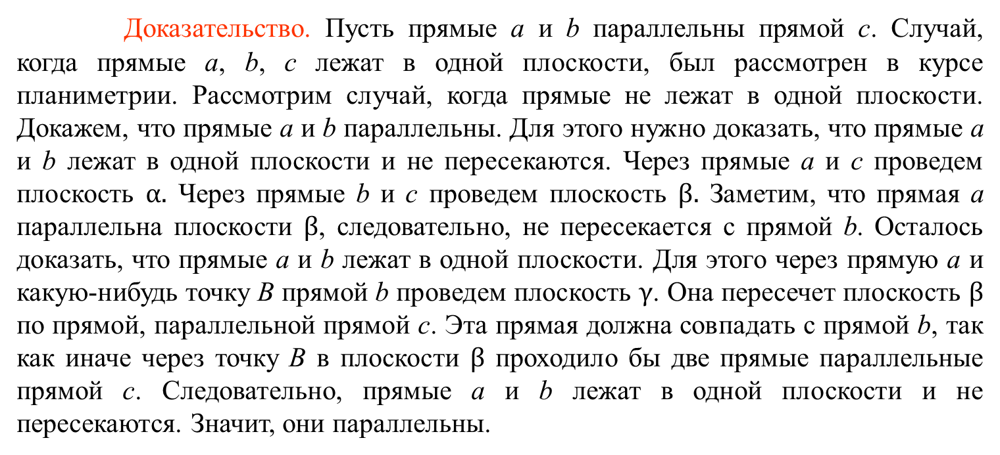 Доказательство. Пусть прямые a и b параллельны прямой c. Случай,
когда прямые a, b, c лежат в одной плоскости, был рассмотрен в курсе
планиметрии. Рассмотрим случай, когда прямые не лежат в одной плоскости.
Докажем, что прямые a и b параллельны. Для этого нужно доказать, что прямые a
и b лежат в одной плоскости и не пересекаются. Через прямые a и c проведем
плоскость α. Через прямые b и c проведем плоскость β. Заметим, что прямая a
параллельна плоскости β, следовательно, не пересекается с прямой b. Осталось
доказать, что прямые a и b лежат в одной плоскости. Для этого через прямую a и
какую-нибудь точку B прямой b проведем плоскость γ. Она пересечет плоскость β
по прямой, параллельной прямой c. Эта прямая должна совпадать с прямой b, так
как иначе через точку B в плоскости β проходило бы две прямые параллельные
прямой c. Следовательно, прямые a и b лежат в одной плоскости и не
пересекаются. Значит, они параллельны.